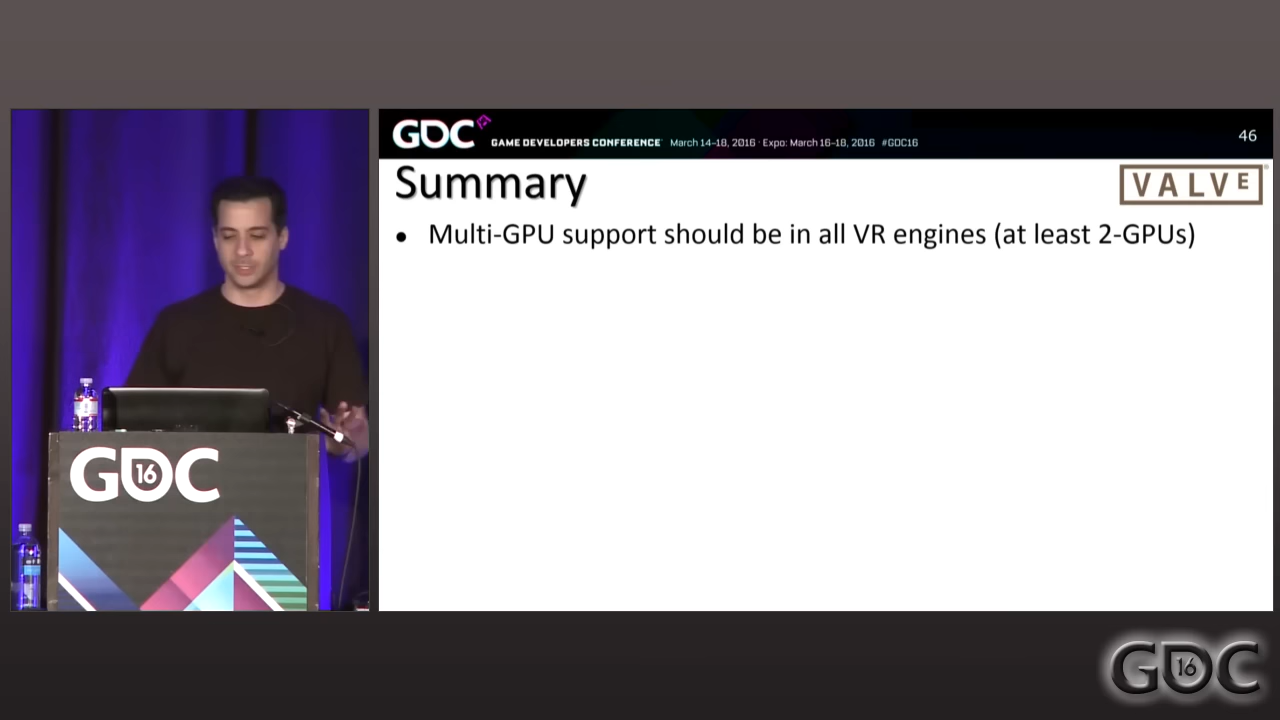 GDC
GAME DEVELOPERS CONFERENCE March 14–18, 2016 · Expo: March 16–18, 2016 #GDC16
46
Summary
VALVE
• Multi-GPU support should be in all VR engines (at least 2-GPUs)
GDC
16
GDC
16